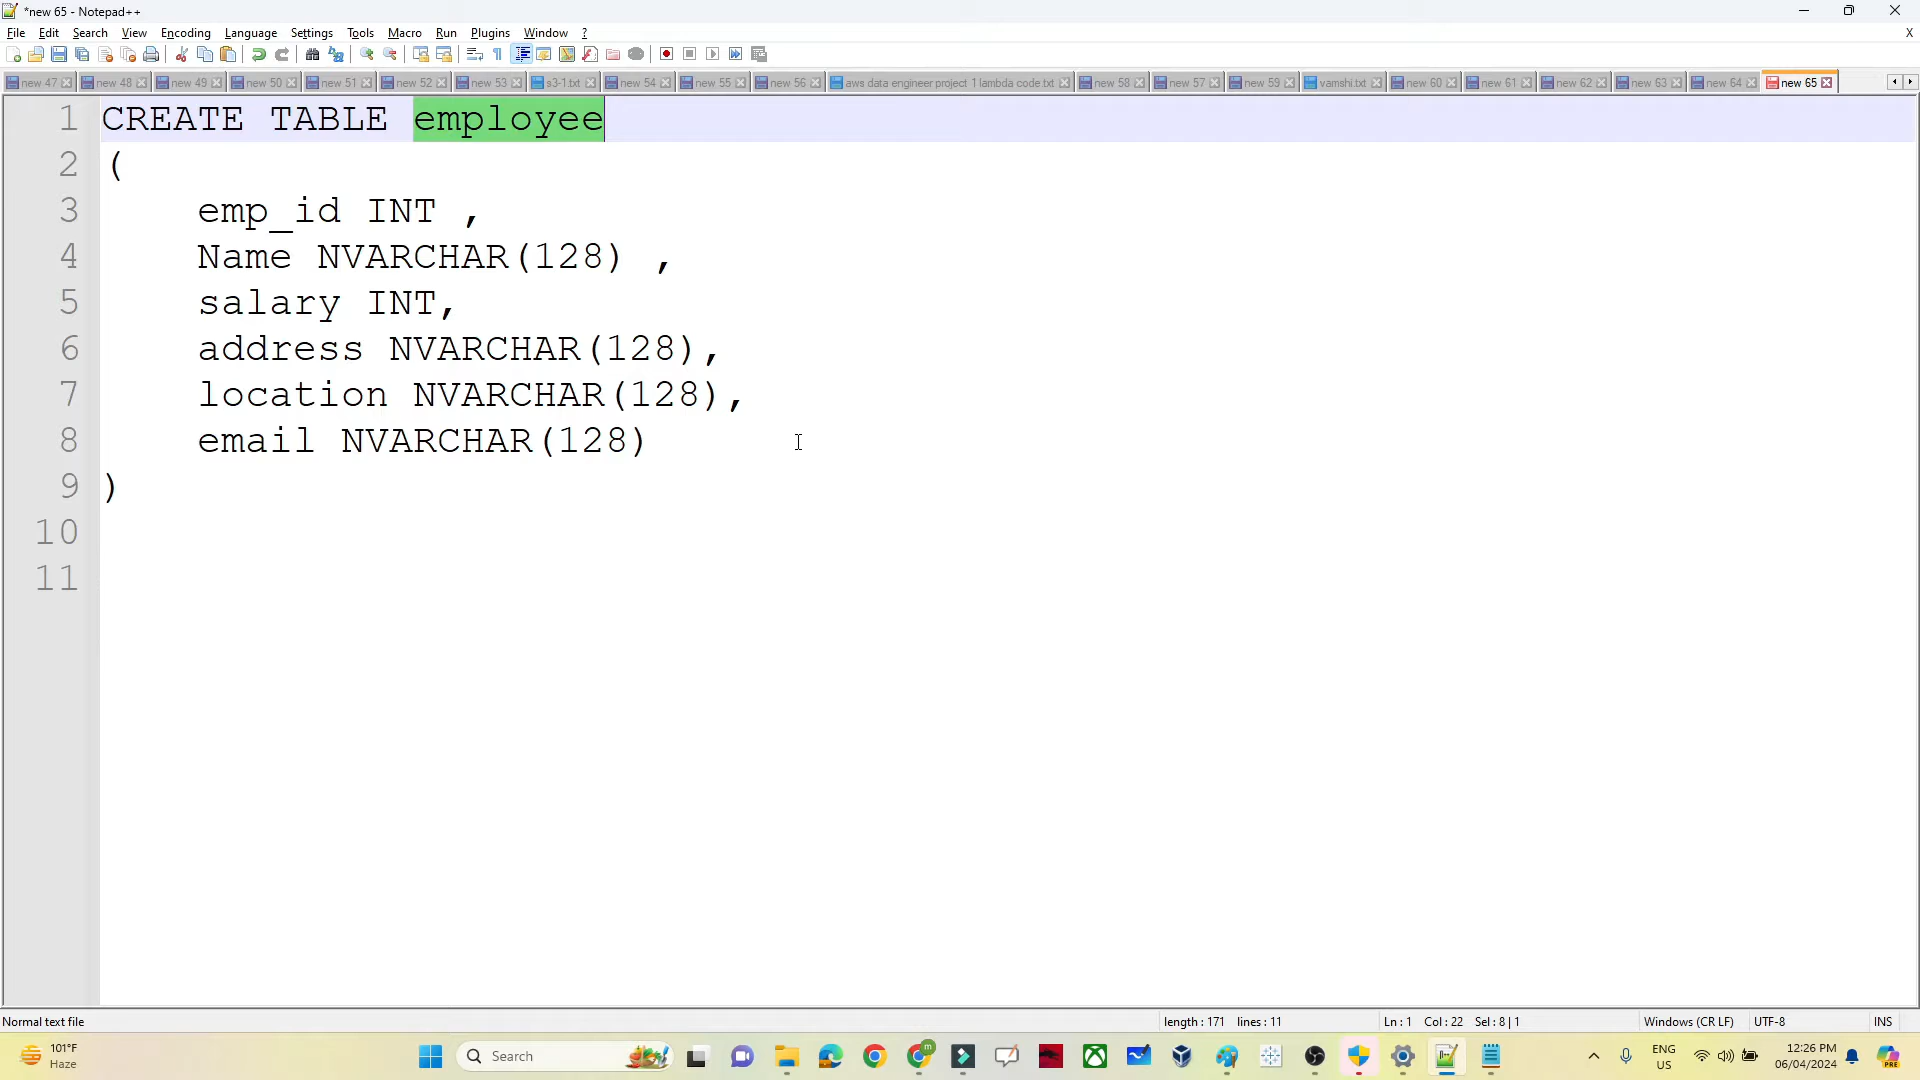 *new 65 - Notepad++
File Edit Search View Encoding Language Settings Tools Macro Run Plugins Window ? X
new 47 new 48 new 49 new 50 new 51 new 52 new 53 s3-1.txt new 54 new 55 new 56 aws data engineer project 1 lambda code.txt new 58 new 57 new 59 vamshi.txt new 60 new 61 new 62 new 63 new 64 new 65
1 CREATE TABLE employee
2 (
3 emp_id INT ,
4 Name NVARCHAR(128) ,
5 salary INT,
6 address NVARCHAR(128),
7 location NVARCHAR(128),
8 email NVARCHAR(128)
9 )
10
11
Normal text file length : 171 lines : 11 Ln : 1 Col : 22 Sel : 8 | 1 Windows (CR LF) UTF-8 INS
101°F
Haze
Search
ENG
US
12:26 PM
06/04/2024
PRE